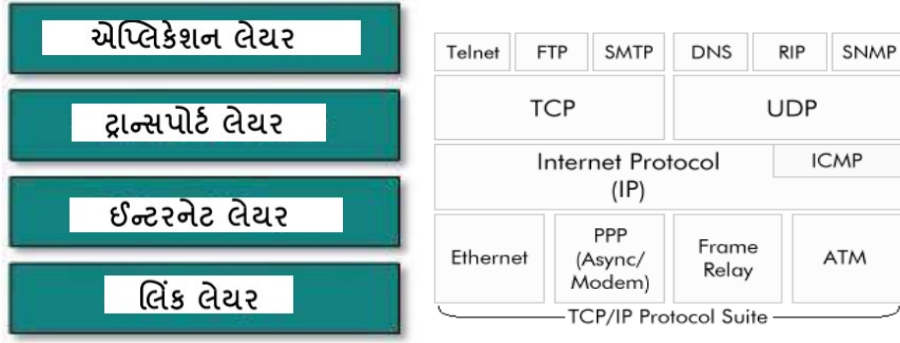 એપ્લિકેશન લેયર
ટ્રાન્સપોર્ટ લેયર
ઈન્ટરનેટ લેયર
લિંક લેયર
Telnet FTP SMTP DNS RIP SNMP
TCP UDP
Internet Protocol
(IP)
ICMP
Ethernet
PPP
(Async/
Modem)
Frame
Relay
ATM
TCP/IP Protocol Suite